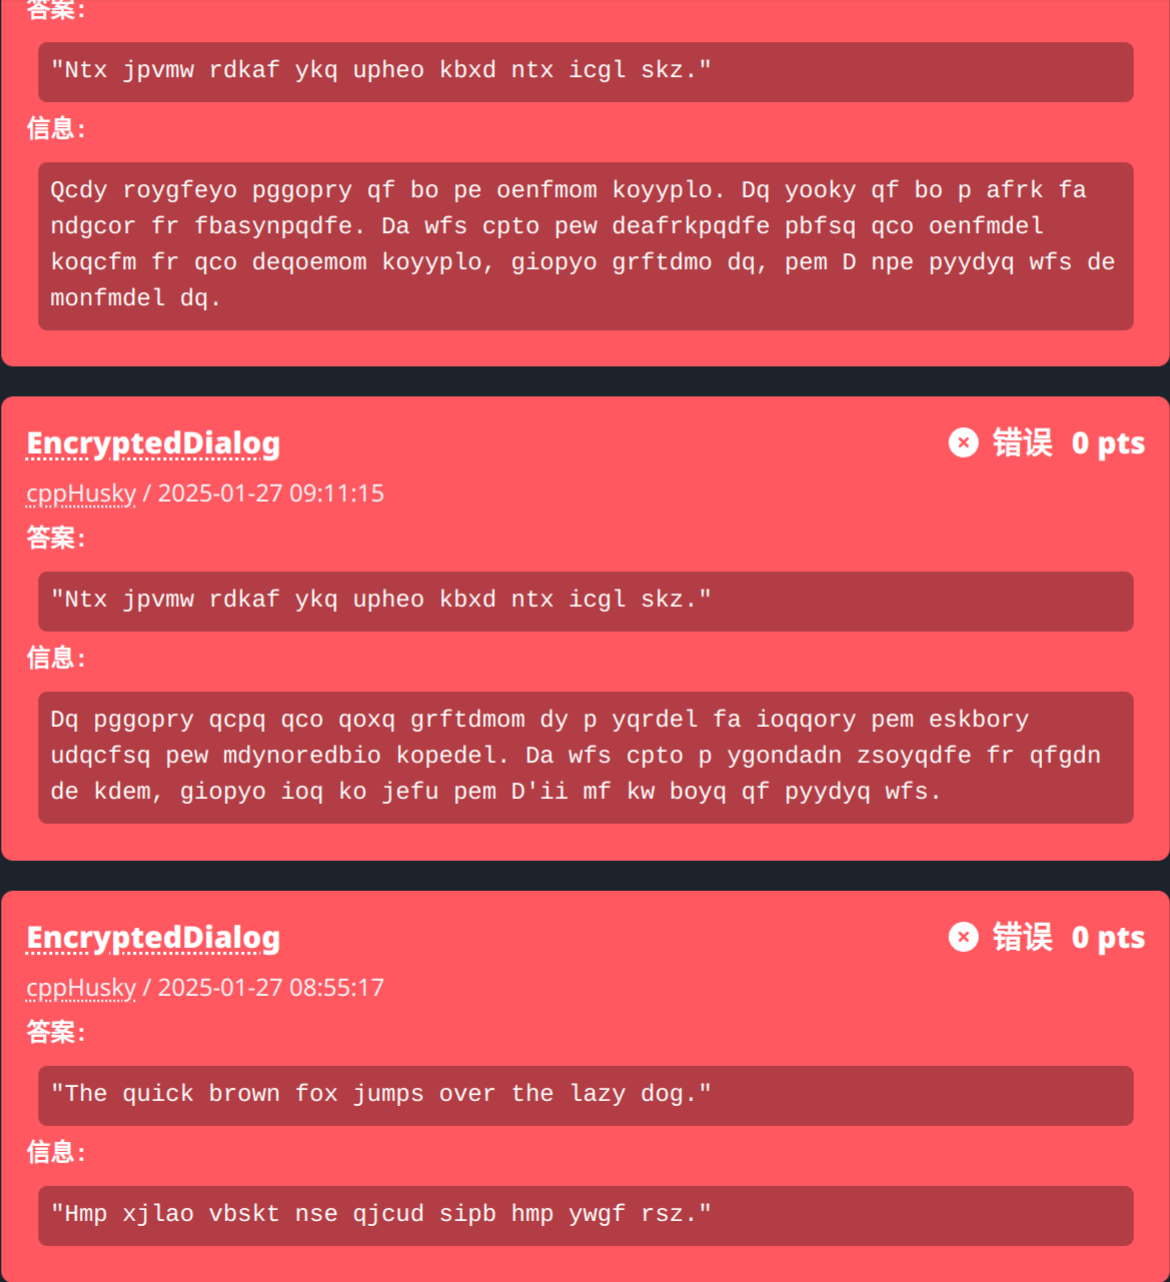 答案:
"Ntx jpvmw rdkaf ykq upheo kbxd ntx icgl skz."
信息:
Qcdy roygfeyo pggopry qf bo pe oenfmom koyyplo. Dq yooky qf bo p afrk fa
ndgcor fr fbasynpqdfe. Da wfs cpto pew deafrkpqdfe pbfsq qco oenfmdel
koqcfm fr qco deqoemom koyyplo, giopyo grftdmo dq, pem D npe pyydyq wfs de
monfmdel dq.
EncryptedDialog
错误 0 pts
cppHusky / 2025-01-27 09:11:15
答案:
"Ntx jpvmw rdkaf ykq upheo kbxd ntx icgl skz."
信息:
Dq pggopry qcpq qco qoxq grftdmom dy p yqrdel fa ioqqory pem eskbory
udqcfsq pew mdynoredbio kopedel. Da wfs cpto p ygondadn zsoyqdfe fr qfgdn
de kdem, giopyo ioq ko jefu pem D'ii mf kw boyq qf pyydyq wfs.
EncryptedDialog
错误 0 pts
cppHusky / 2025-01-27 08:55:17
答案:
"The quick brown fox jumps over the lazy dog."
信息:
"Hmp xjlao vbskt nse qjcud sipb hmp ywgf rsz."